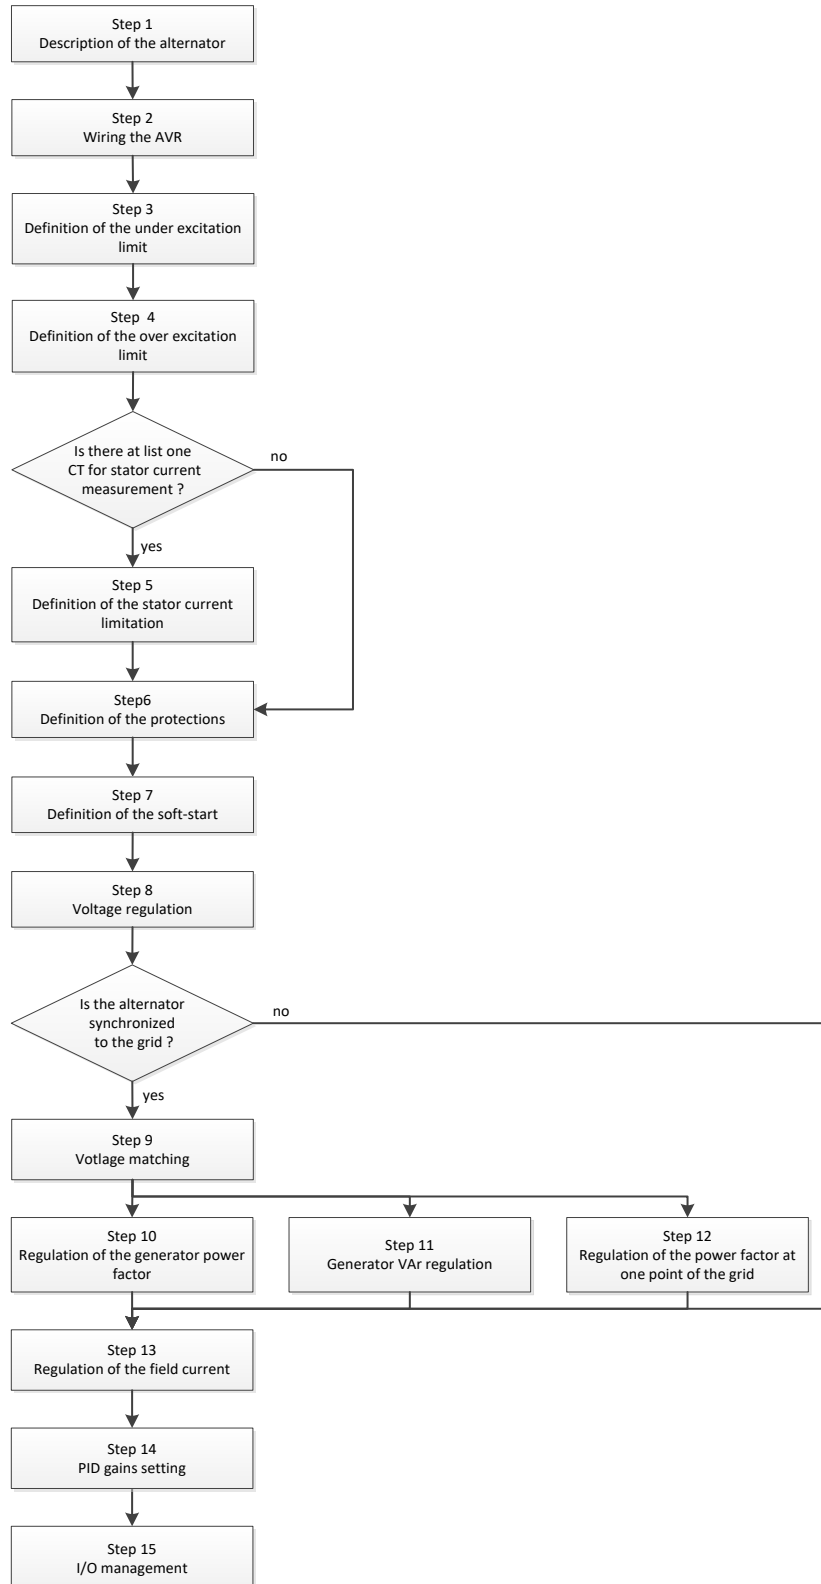 Step 1
Description of the alternator
Step 2
Wiring the AVR
Step 3
Definition of the under excitation
limit
Step  4
Definition of the over excitation
limit
Is there at list one
CT for stator current
measurement ?
no
yes
Step 5
Definition of the stator current
limitation
Step6
Definition of the protections
Step 7
Definition of the soft-start
Step 8
Voltage regulation
Is the alternator
synchronized
to the grid ?
no
yes
Step 9
Votlage matching
Step 10
Regulation of the generator power
factor
Step 11
Generator VAr regulation
Step 12
Regulation of the power factor at
one point of the grid
Step 13
Regulation of the field current
Step 14
PID gains setting
Step 15
I/O management